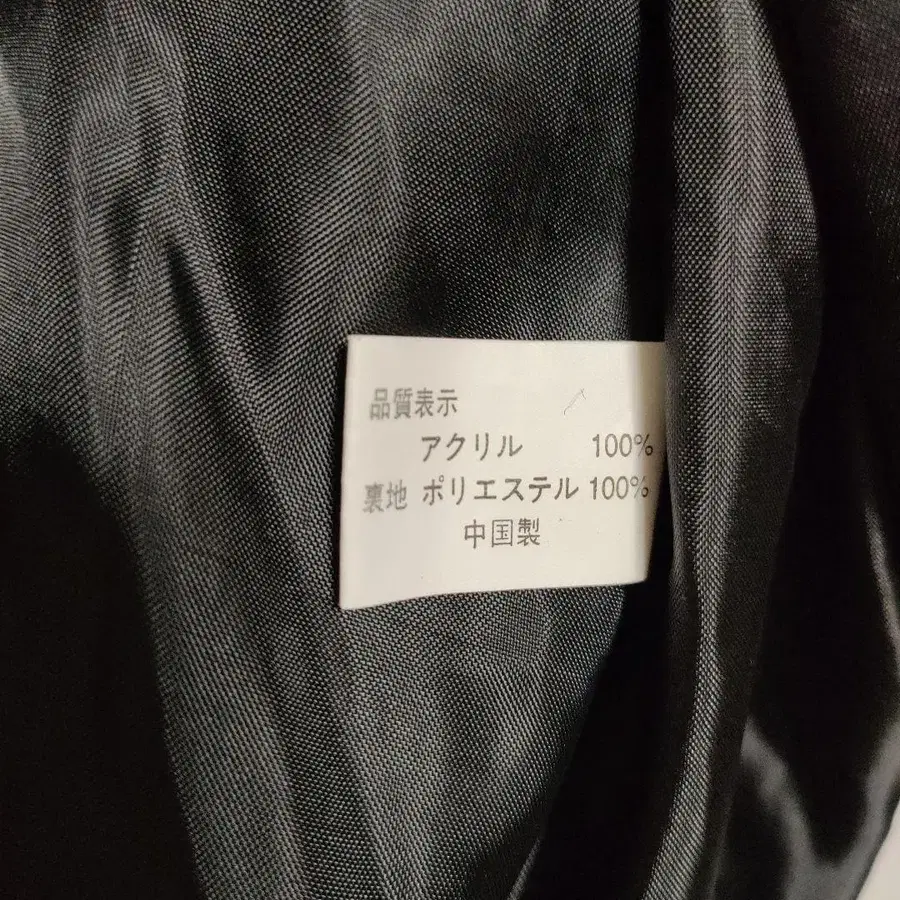 品質表示
アクリル 100%
裏地 ポリエステル 100%
中国製